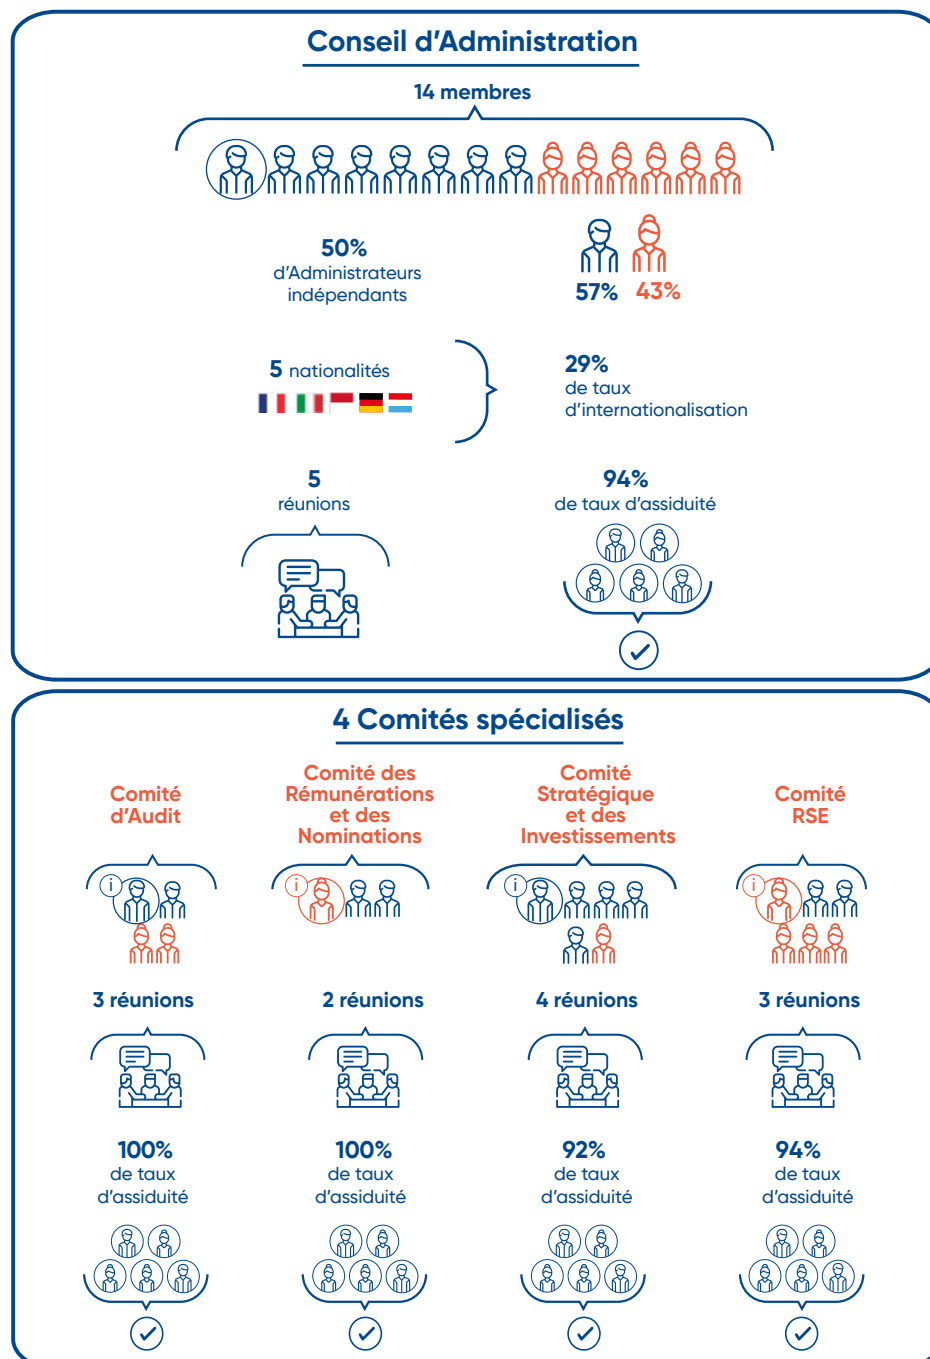 Conseil d'Administration
14 membres
50%
d'Administrateurs
indépendants
57% 43%
5 nationalités
29%
de taux
d'internationalisation
5
réunions
94%
de taux d'assiduité
4 Comités spécialisés
Comité
d'Audit
Comité des
Rémunérations
et des
Nominations
Comité
Stratégique
et des
Investissements
Comité
RSE
i
i
i
i
3 réunions
2 réunions
4 réunions
3 réunions
100%
de taux
d'assiduité
100%
de taux
d'assiduité
92%
de taux
d'assiduité
94%
de taux
d'assiduité